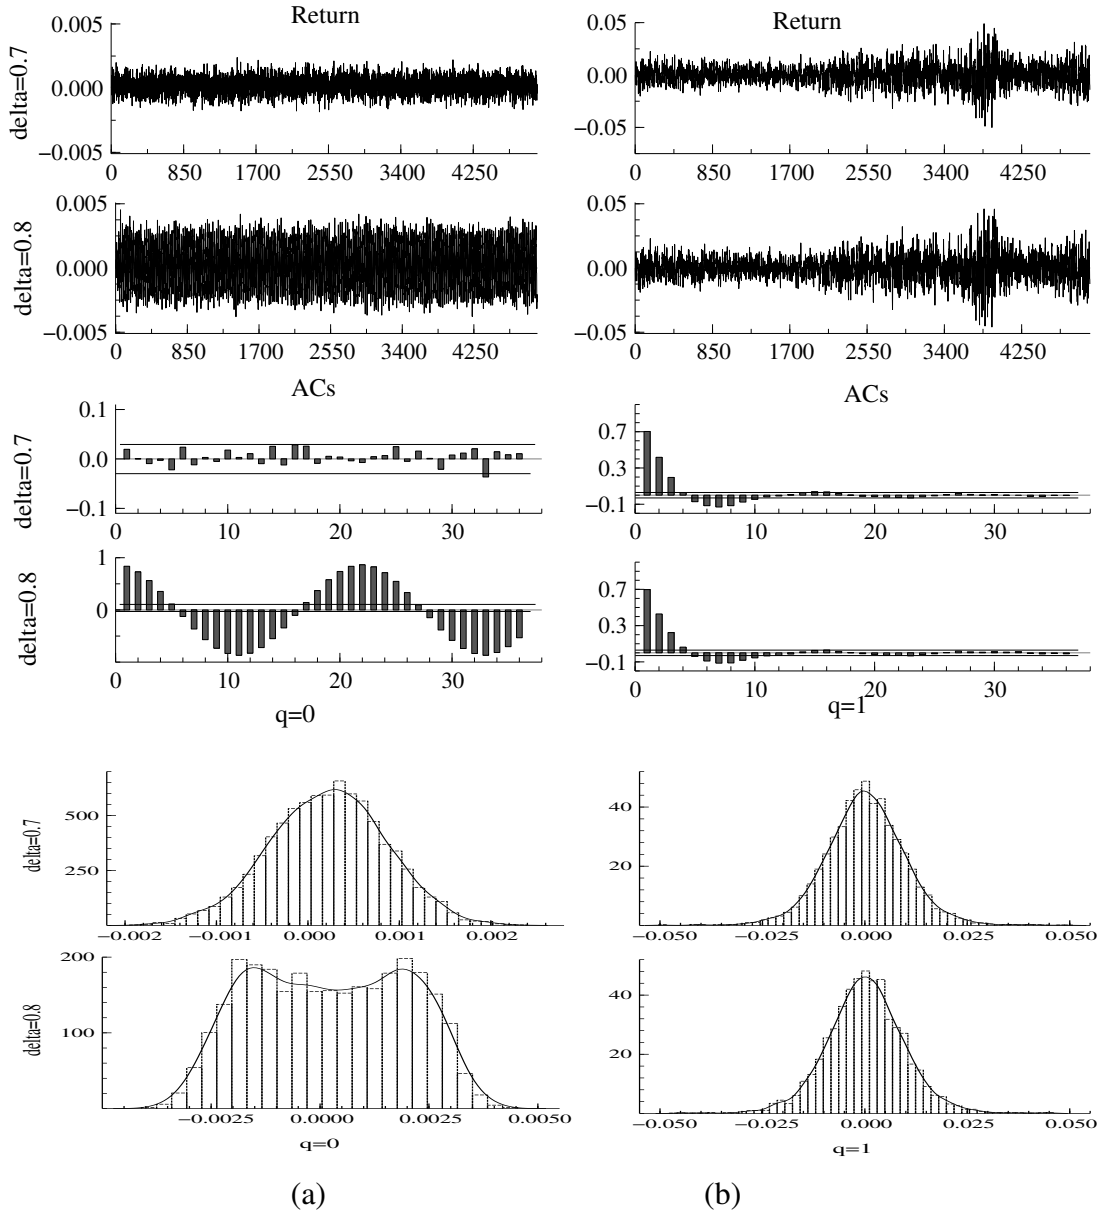 Return
Return
delta=0.7
0.005
0.000
−0.005
0 850 1700 2550 3400 4250
0.05
0.00
−0.05
0 850 1700 2550 3400 4250
delta=0.8
0.005
0.000
−0.005
0 850 1700 2550 3400 4250
0.05
0.00
−0.05
0 850 1700 2550 3400 4250
ACs
ACs
delta=0.7
0.1
0.0
−0.1
0 10 20 30
0.7
0.3
−0.1
0 10 20 30
delta=0.8
1
0
−1
0 10 20 30
0.7
0.3
−0.1
0 10 20 30
q=0
q=1
delta=0.7
500
250
−0.002 −0.001 0.000 0.001 0.002
40
20
−0.050 −0.025 0.000 0.025 0.050
delta=0.8
200
100
−0.0025 0.0000 0.0025 0.0050
40
20
−0.050 −0.025 0.000 0.025 0.050
q=0
q=1
(a)
(b)